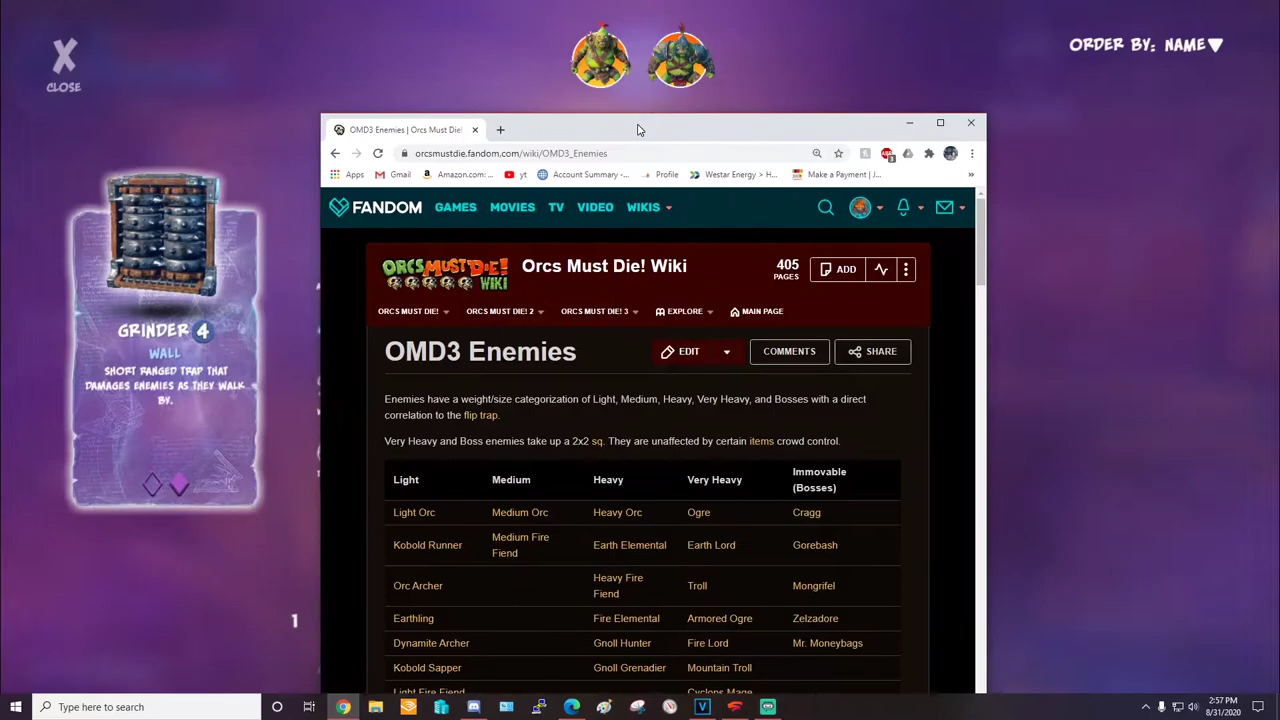 X
CLOSE
ORDER BY: NAME
OMD3 Enemies | Orcs Must Die!
orcsmustdie.fandom.com/wiki/OMD3_Enemies
Apps Gmail Amazon.com: ... yt Account Summary -... Profile Westar Energy > H... Make a Payment | J... »
FANDOM GAMES MOVIES TV VIDEO WIKIS
ORCS MUST DIE! WIKI Orcs Must Die! Wiki 405 PAGES ADD
ORCS MUST DIE! ORCS MUST DIE! 2 ORCS MUST DIE! 3 EXPLORE MAIN PAGE
OMD3 Enemies EDIT COMMENTS SHARE
Enemies have a weight/size categorization of Light, Medium, Heavy, Very Heavy, and Bosses with a direct
correlation to the flip trap.
Very Heavy and Boss enemies take up a 2x2 sq. They are unaffected by certain items crowd control.
Light Medium Heavy Very Heavy Immovable (Bosses)
Light Orc Medium Orc Heavy Orc Ogre Cragg
Kobold Runner Medium Fire Fiend Earth Elemental Earth Lord Gorebash
Orc Archer Heavy Fire Fiend Troll Mongrifel
Earthling Fire Elemental Armored Ogre Zelzadore
Dynamite Archer Gnoll Hunter Fire Lord Mr. Moneybags
Kobold Sapper Gnoll Grenadier Mountain Troll
Light Fire Fiend Cyclops Mage
GRINDER 4
WALL
SHORT RANGED TRAP THAT
DAMAGES ENEMIES AS THEY WALK
BY.
1
Type here to search
2:57 PM
8/31/2020